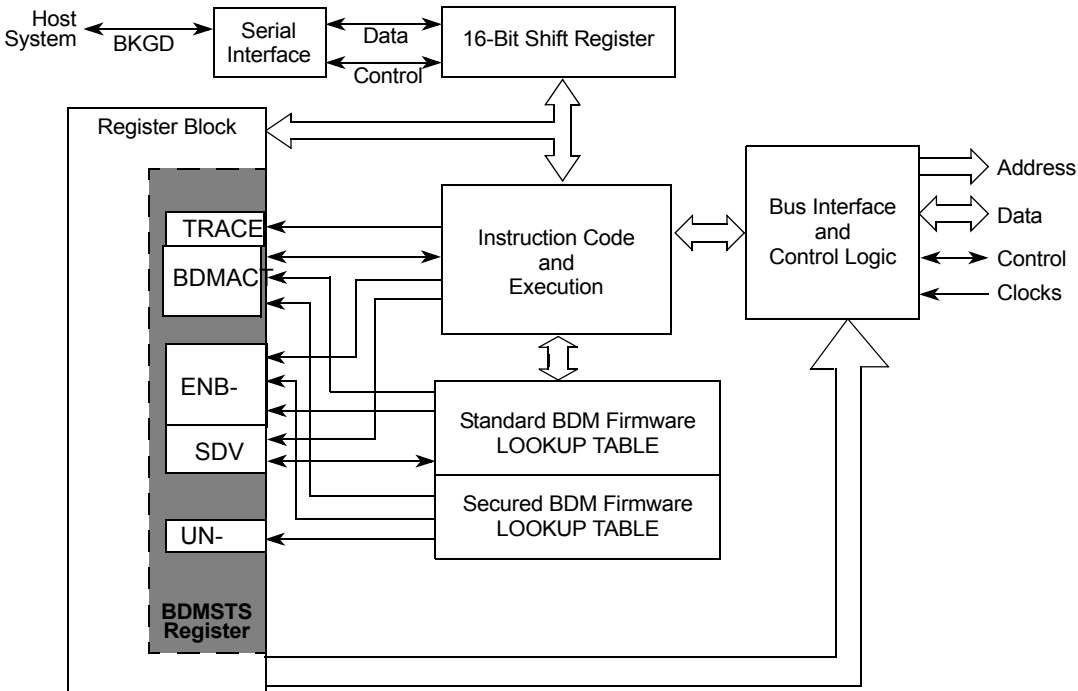 Host
System
BKGD
Serial
Interface
Data
Control
16-Bit Shift Register
Register Block
TRACE
BDMACT
ENB-
SDV
UN-
BDMSTS
Register
Instruction Code
and
Execution
Standard BDM Firmware
LOOKUP TABLE
Secured BDM Firmware
LOOKUP TABLE
Bus Interface
and
Control Logic
Address
Data
Control
Clocks